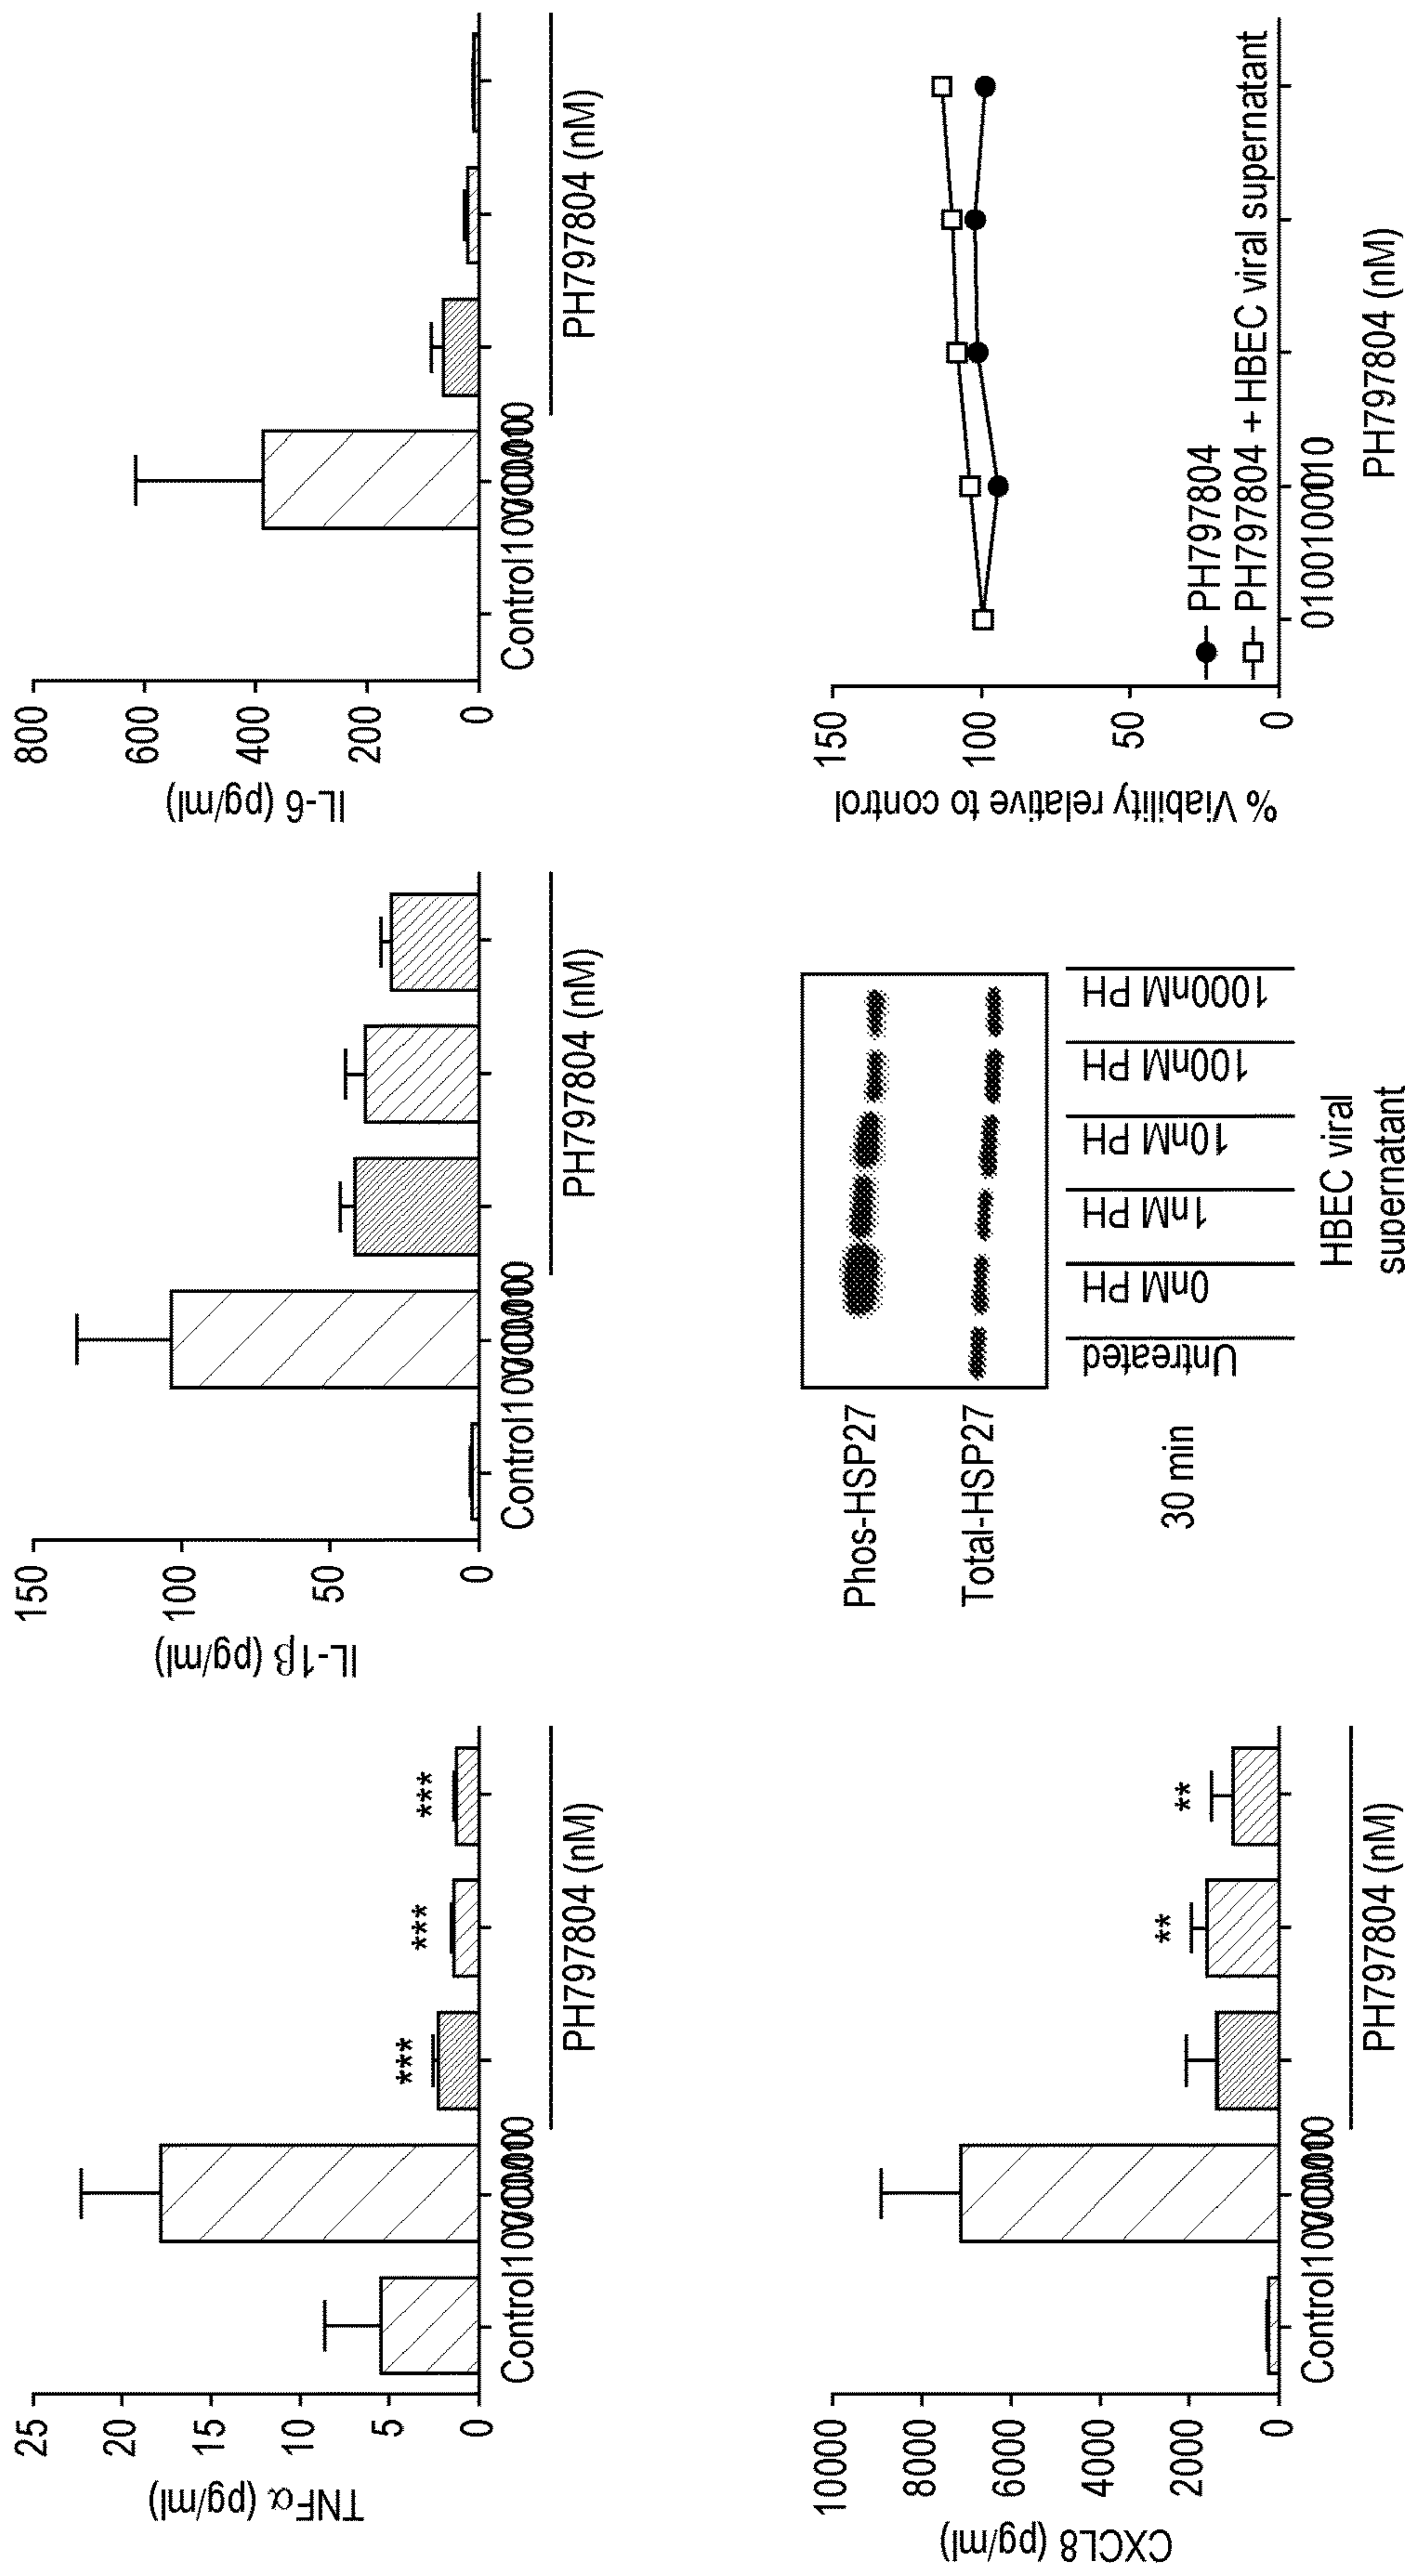 TNFα (pg/ml)
25
20
15
10
5
0
***
***
***
Control
PH797804 (nM)
IL-1β (pg/ml)
150
100
50
0
Control
PH797804 (nM)
IL-6 (pg/ml)
800
600
400
200
0
Control
PH797804 (nM)
CXCL8 (pg/ml)
10000
8000
6000
4000
2000
0
**
**
Control
PH797804 (nM)
Phos-HSP27
Total-HSP27
30 min
Untreated
0nM PH
1nM PH
10nM PH
100nM PH
1000nM PH
HBEC viral
supernatant
% Viability relative to control
150
100
50
0
PH797804
PH797804 + HBEC viral supernatant
PH797804 (nM)